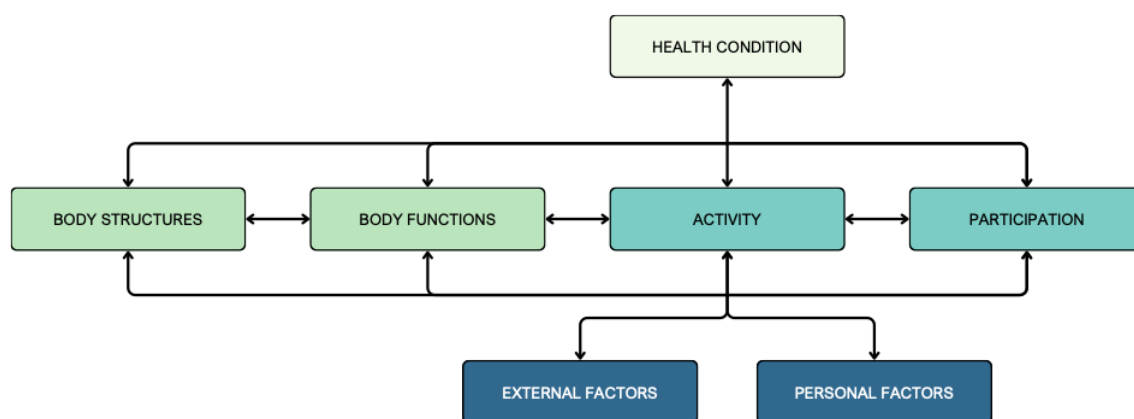 HEALTH CONDITION
BODY STRUCTURES
BODY FUNCTIONS
ACTIVITY
PARTICIPATION
EXTERNAL FACTORS
PERSONAL FACTORS